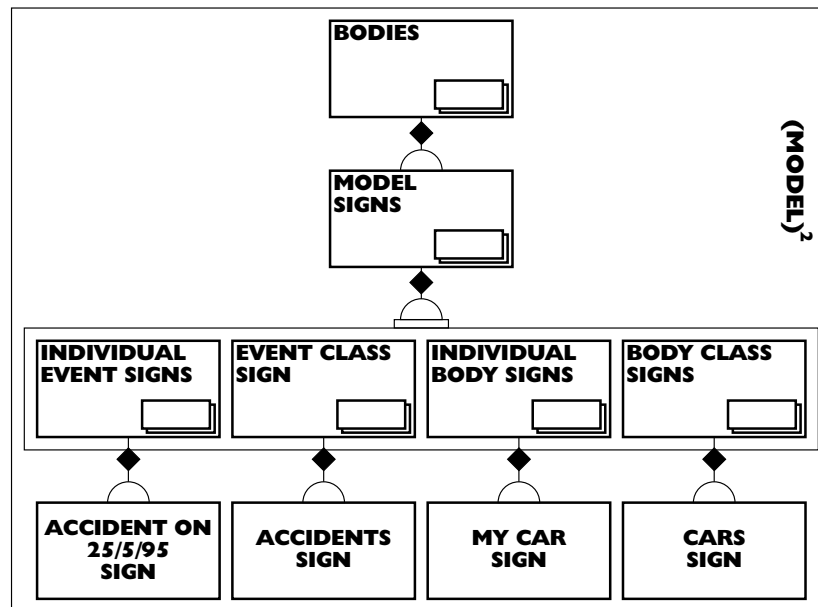 BODIES
(MODEL)²
MODEL
SIGNS
INDIVIDUAL
EVENT SIGNS
EVENT CLASS
SIGN
INDIVIDUAL
BODY SIGNS
BODY CLASS
SIGNS
ACCIDENT ON
25/5/95
SIGN
ACCIDENTS
SIGN
MY CAR
SIGN
CARS
SIGN